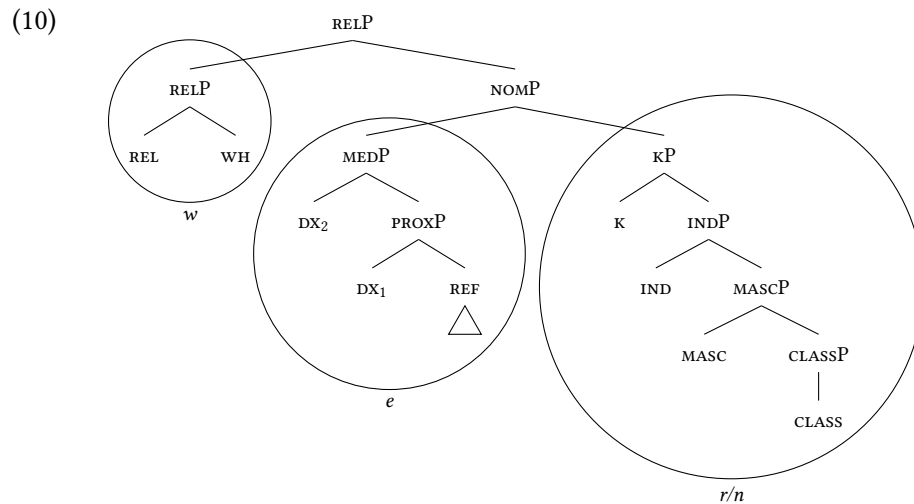 (10)
RELP
RELP NOMP
REL WH MEDP KP
w DX₂ PROXP K INDP
DX₁ REF IND MASCP
MASC CLASSP
e
CLASS
r/n